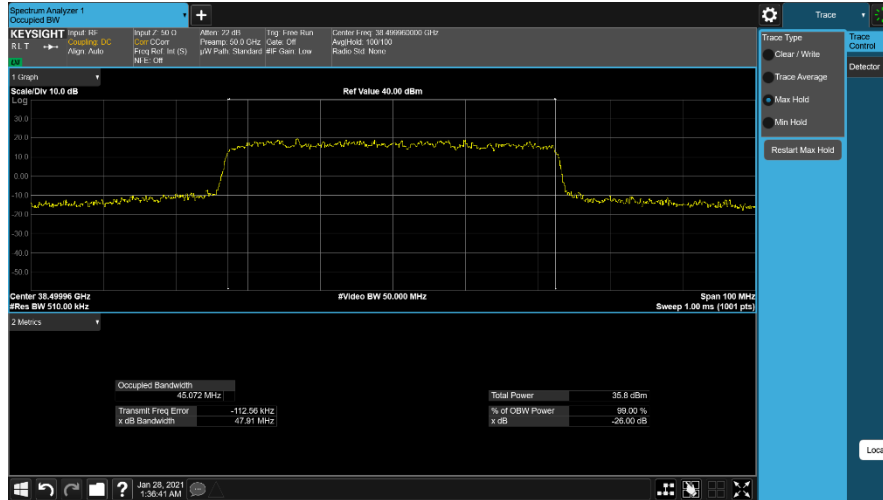 Spectrum Analyzer 1
Occupied BW
+
Trace
KEYSIGHT Input: RF Input Z: 50 Ω Atten: 22 dB Trig: Free Run Center Freq: 38.499960000 GHz
Coupling: DC Corr CCorr Preamp: 50.0 GHz Gate: Off Avg|Hold: 100/100
RLT Align: Auto Freq Ref: Int (S) µW Path: Standard #IF Gain: Low Radio Std: None
NFE: Off
Trace Type
Clear / Write
Trace Average
Max Hold
Min Hold
Restart Max Hold
Trace
Control
Detector
1 Graph
Scale/Div 10.0 dB Ref Value 40.00 dBm
Log
30.0
20.0
10.0
0.00
-10.0
-20.0
-30.0
-40.0
-50.0
Center 38.49996 GHz #Video BW 50.000 MHz Span 100 MHz
#Res BW 510.00 kHz Sweep 1.00 ms (1001 pts)
2 Metrics
Occupied Bandwidth
45.072 MHz Total Power 35.8 dBm
Transmit Freq Error -112.56 kHz % of OBW Power 99.00 %
x dB Bandwidth 47.91 MHz x dB -26.00 dB
Loca
? Jan 28, 2021
1:36:41 AM